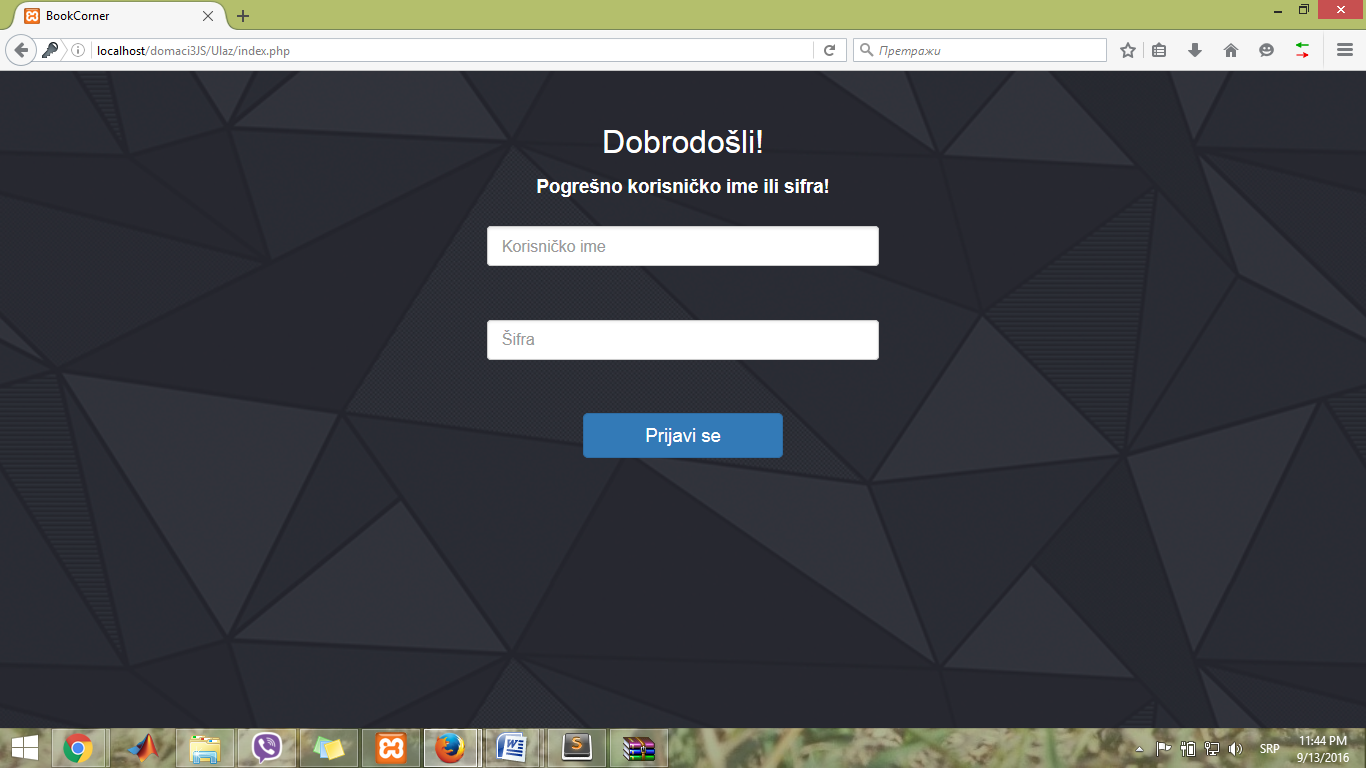 BookCorner
localhost/domaci3JS/Ulaz/index.php
Претражи
Dobrodošli!
Pogrešno korisničko ime ili sifra!
Korisničko ime
Šifra
Prijavi se
SRP
11:44 PM
9/13/2016